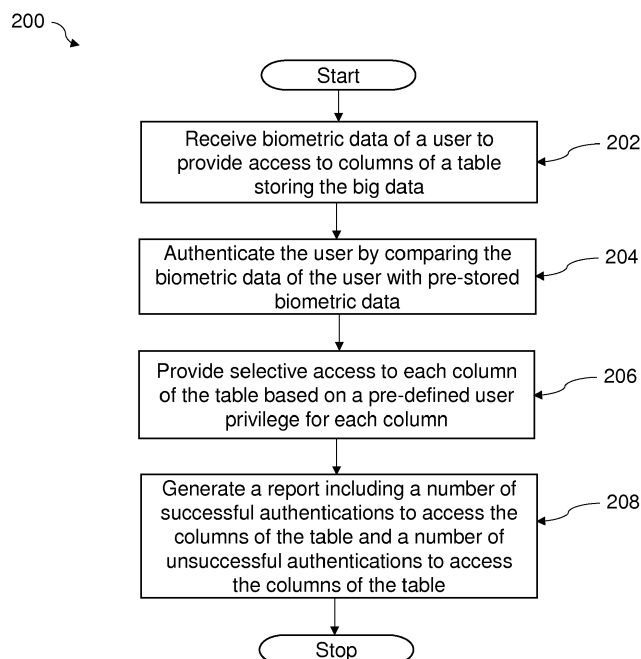 200
Start
Receive biometric data of a user to
provide access to columns of a table
storing the big data
202
Authenticate the user by comparing the
biometric data of the user with pre-stored
biometric data
204
Provide selective access to each column
of the table based on a pre-defined user
privilege for each column
206
Generate a report including a number of
successful authentications to access the
columns of the table and a number of
unsuccessful authentications to access
the columns of the table
208
Stop